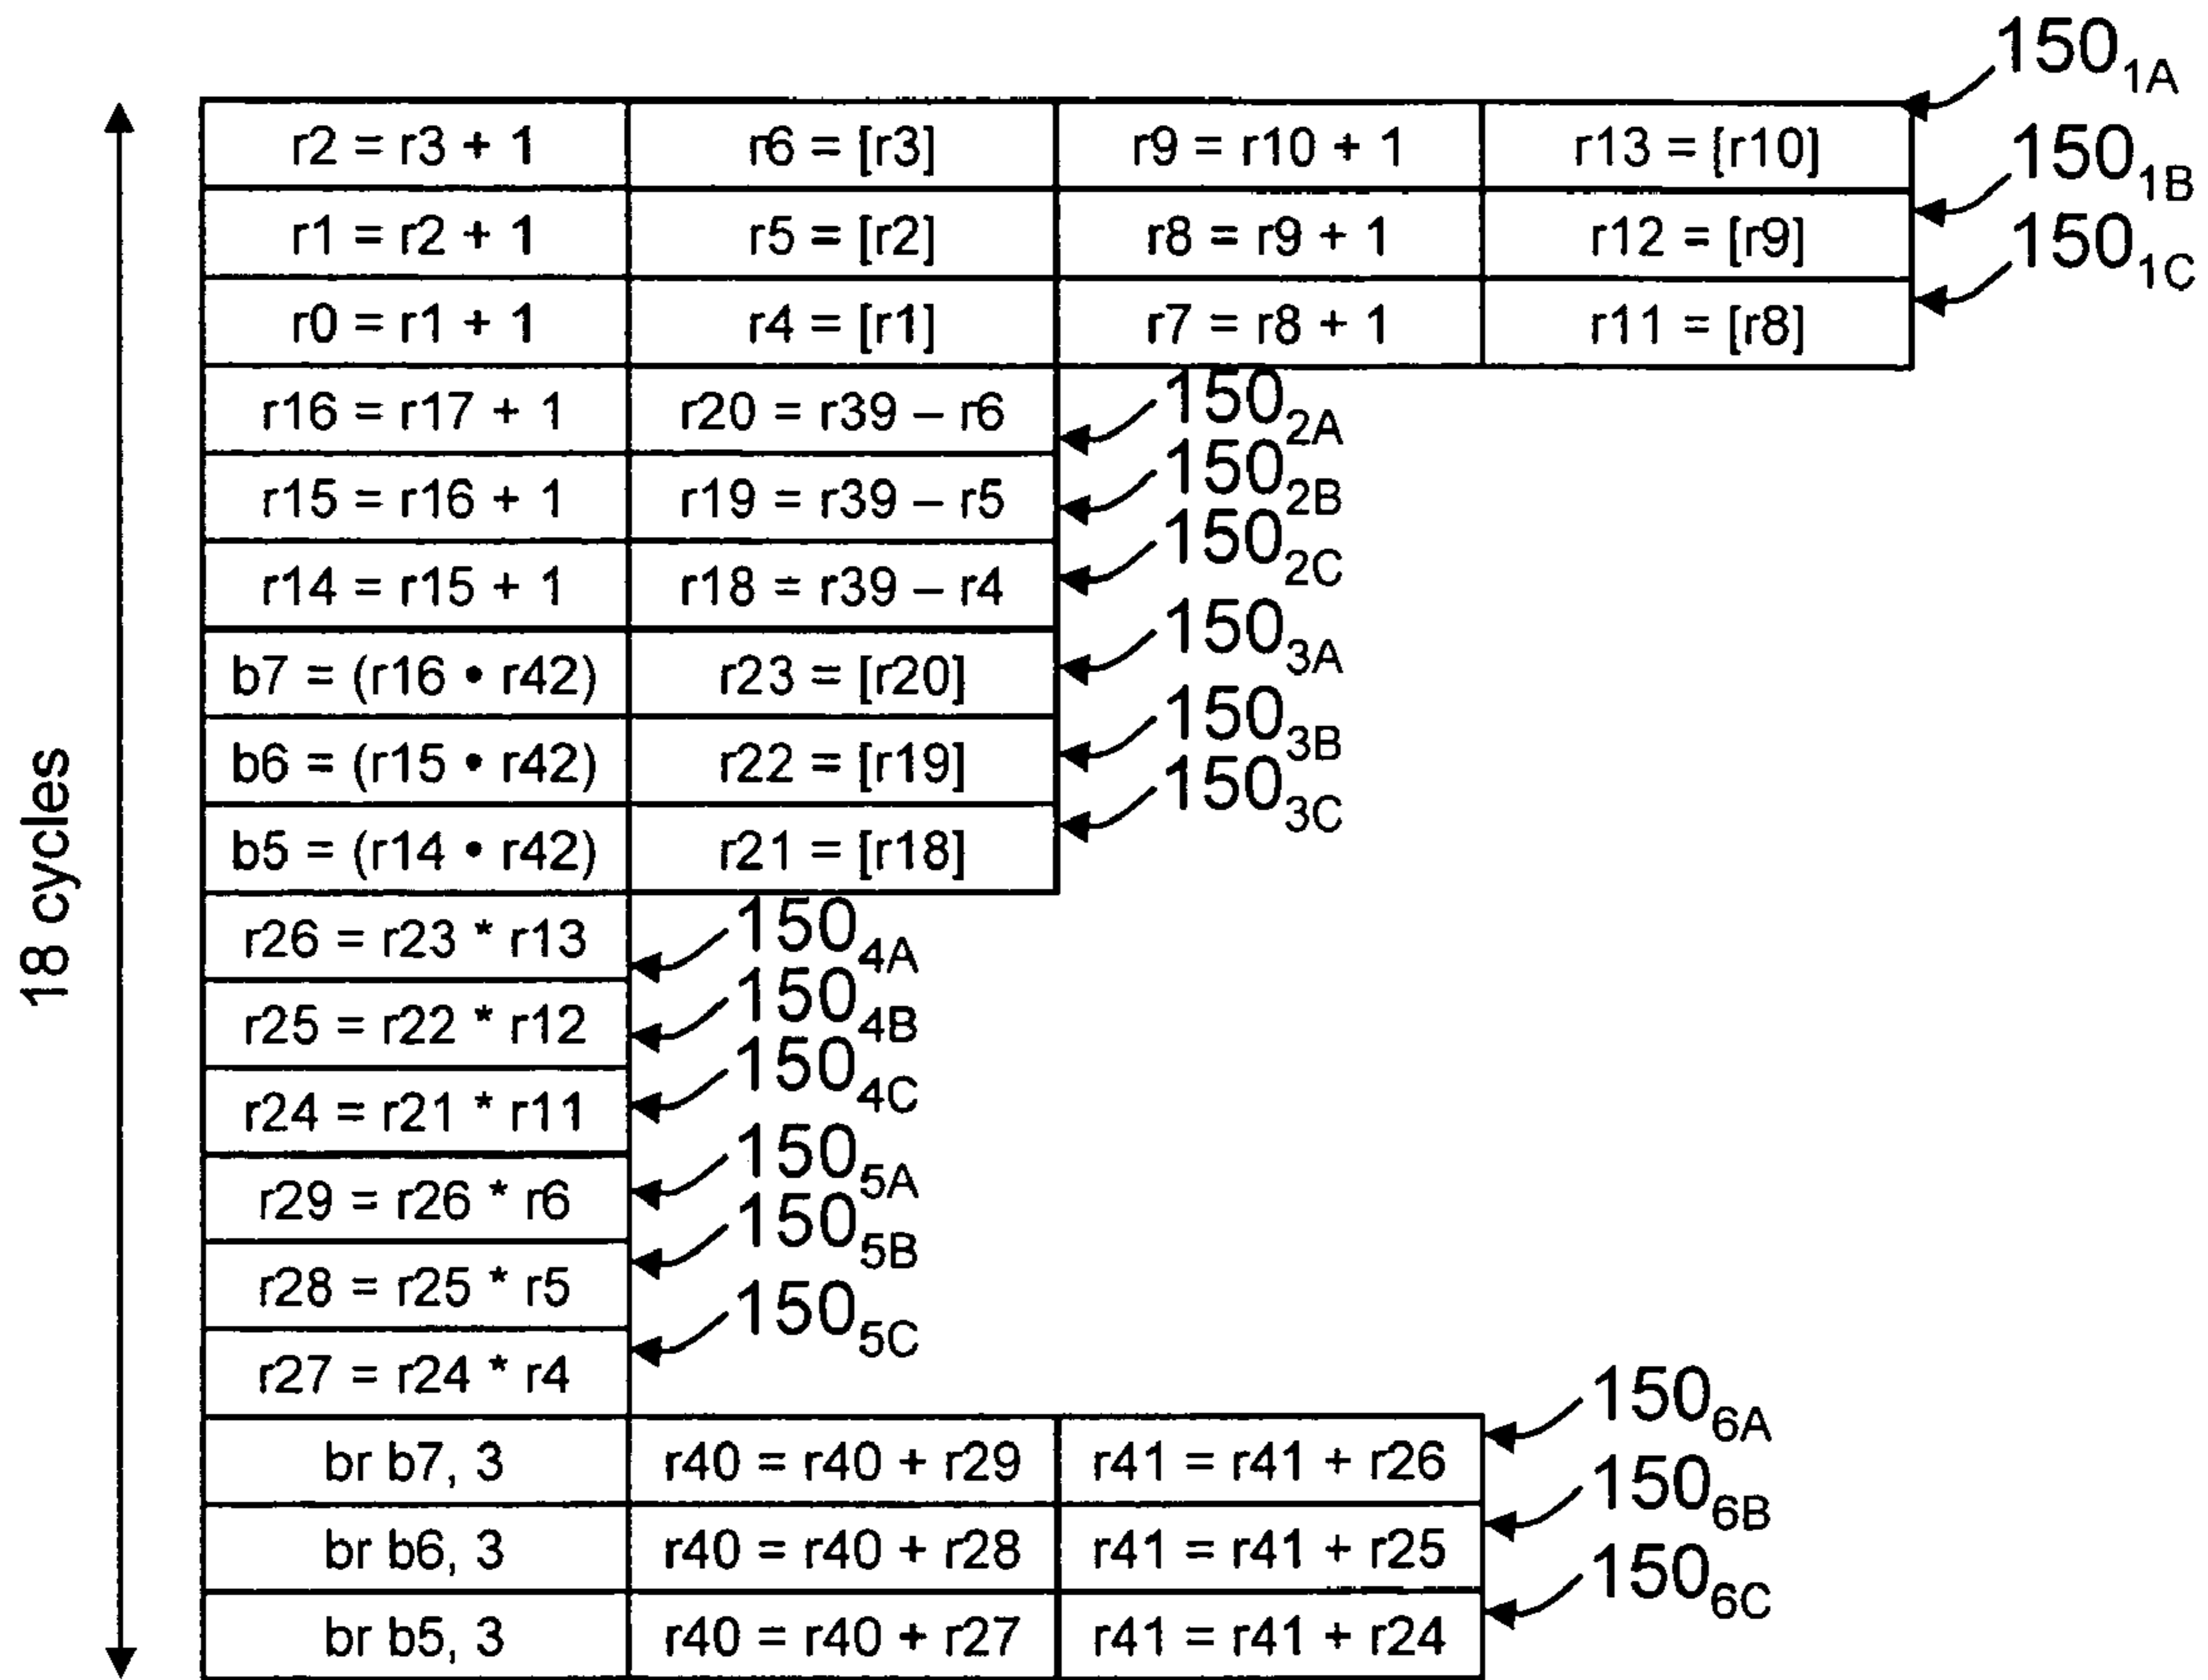 18 cycles
r2 = r3 + 1 r6 = [r3] r9 = r10 + 1 r13 = [r10] 150₁A
r1 = r2 + 1 r5 = [r2] r8 = r9 + 1 r12 = [r9] 150₁B
r0 = r1 + 1 r4 = [r1] r7 = r8 + 1 r11 = [r8] 150₁C
r16 = r17 + 1 r20 = r39 – r6 150₂A
r15 = r16 + 1 r19 = r39 – r5 150₂B
r14 = r15 + 1 r18 = r39 – r4 150₂C
b7 = (r16 • r42) r23 = [r20] 150₃A
b6 = (r15 • r42) r22 = [r19] 150₃B
b5 = (r14 • r42) r21 = [r18] 150₃C
r26 = r23 * r13 150₄A
r25 = r22 * r12 150₄B
r24 = r21 * r11 150₄C
r29 = r26 * r6 150₅A
r28 = r25 * r5 150₅B
r27 = r24 * r4 150₅C
br b7, 3 r40 = r40 + r29 r41 = r41 + r26 150₆A
br b6, 3 r40 = r40 + r28 r41 = r41 + r25 150₆B
br b5, 3 r40 = r40 + r27 r41 = r41 + r24 150₆C